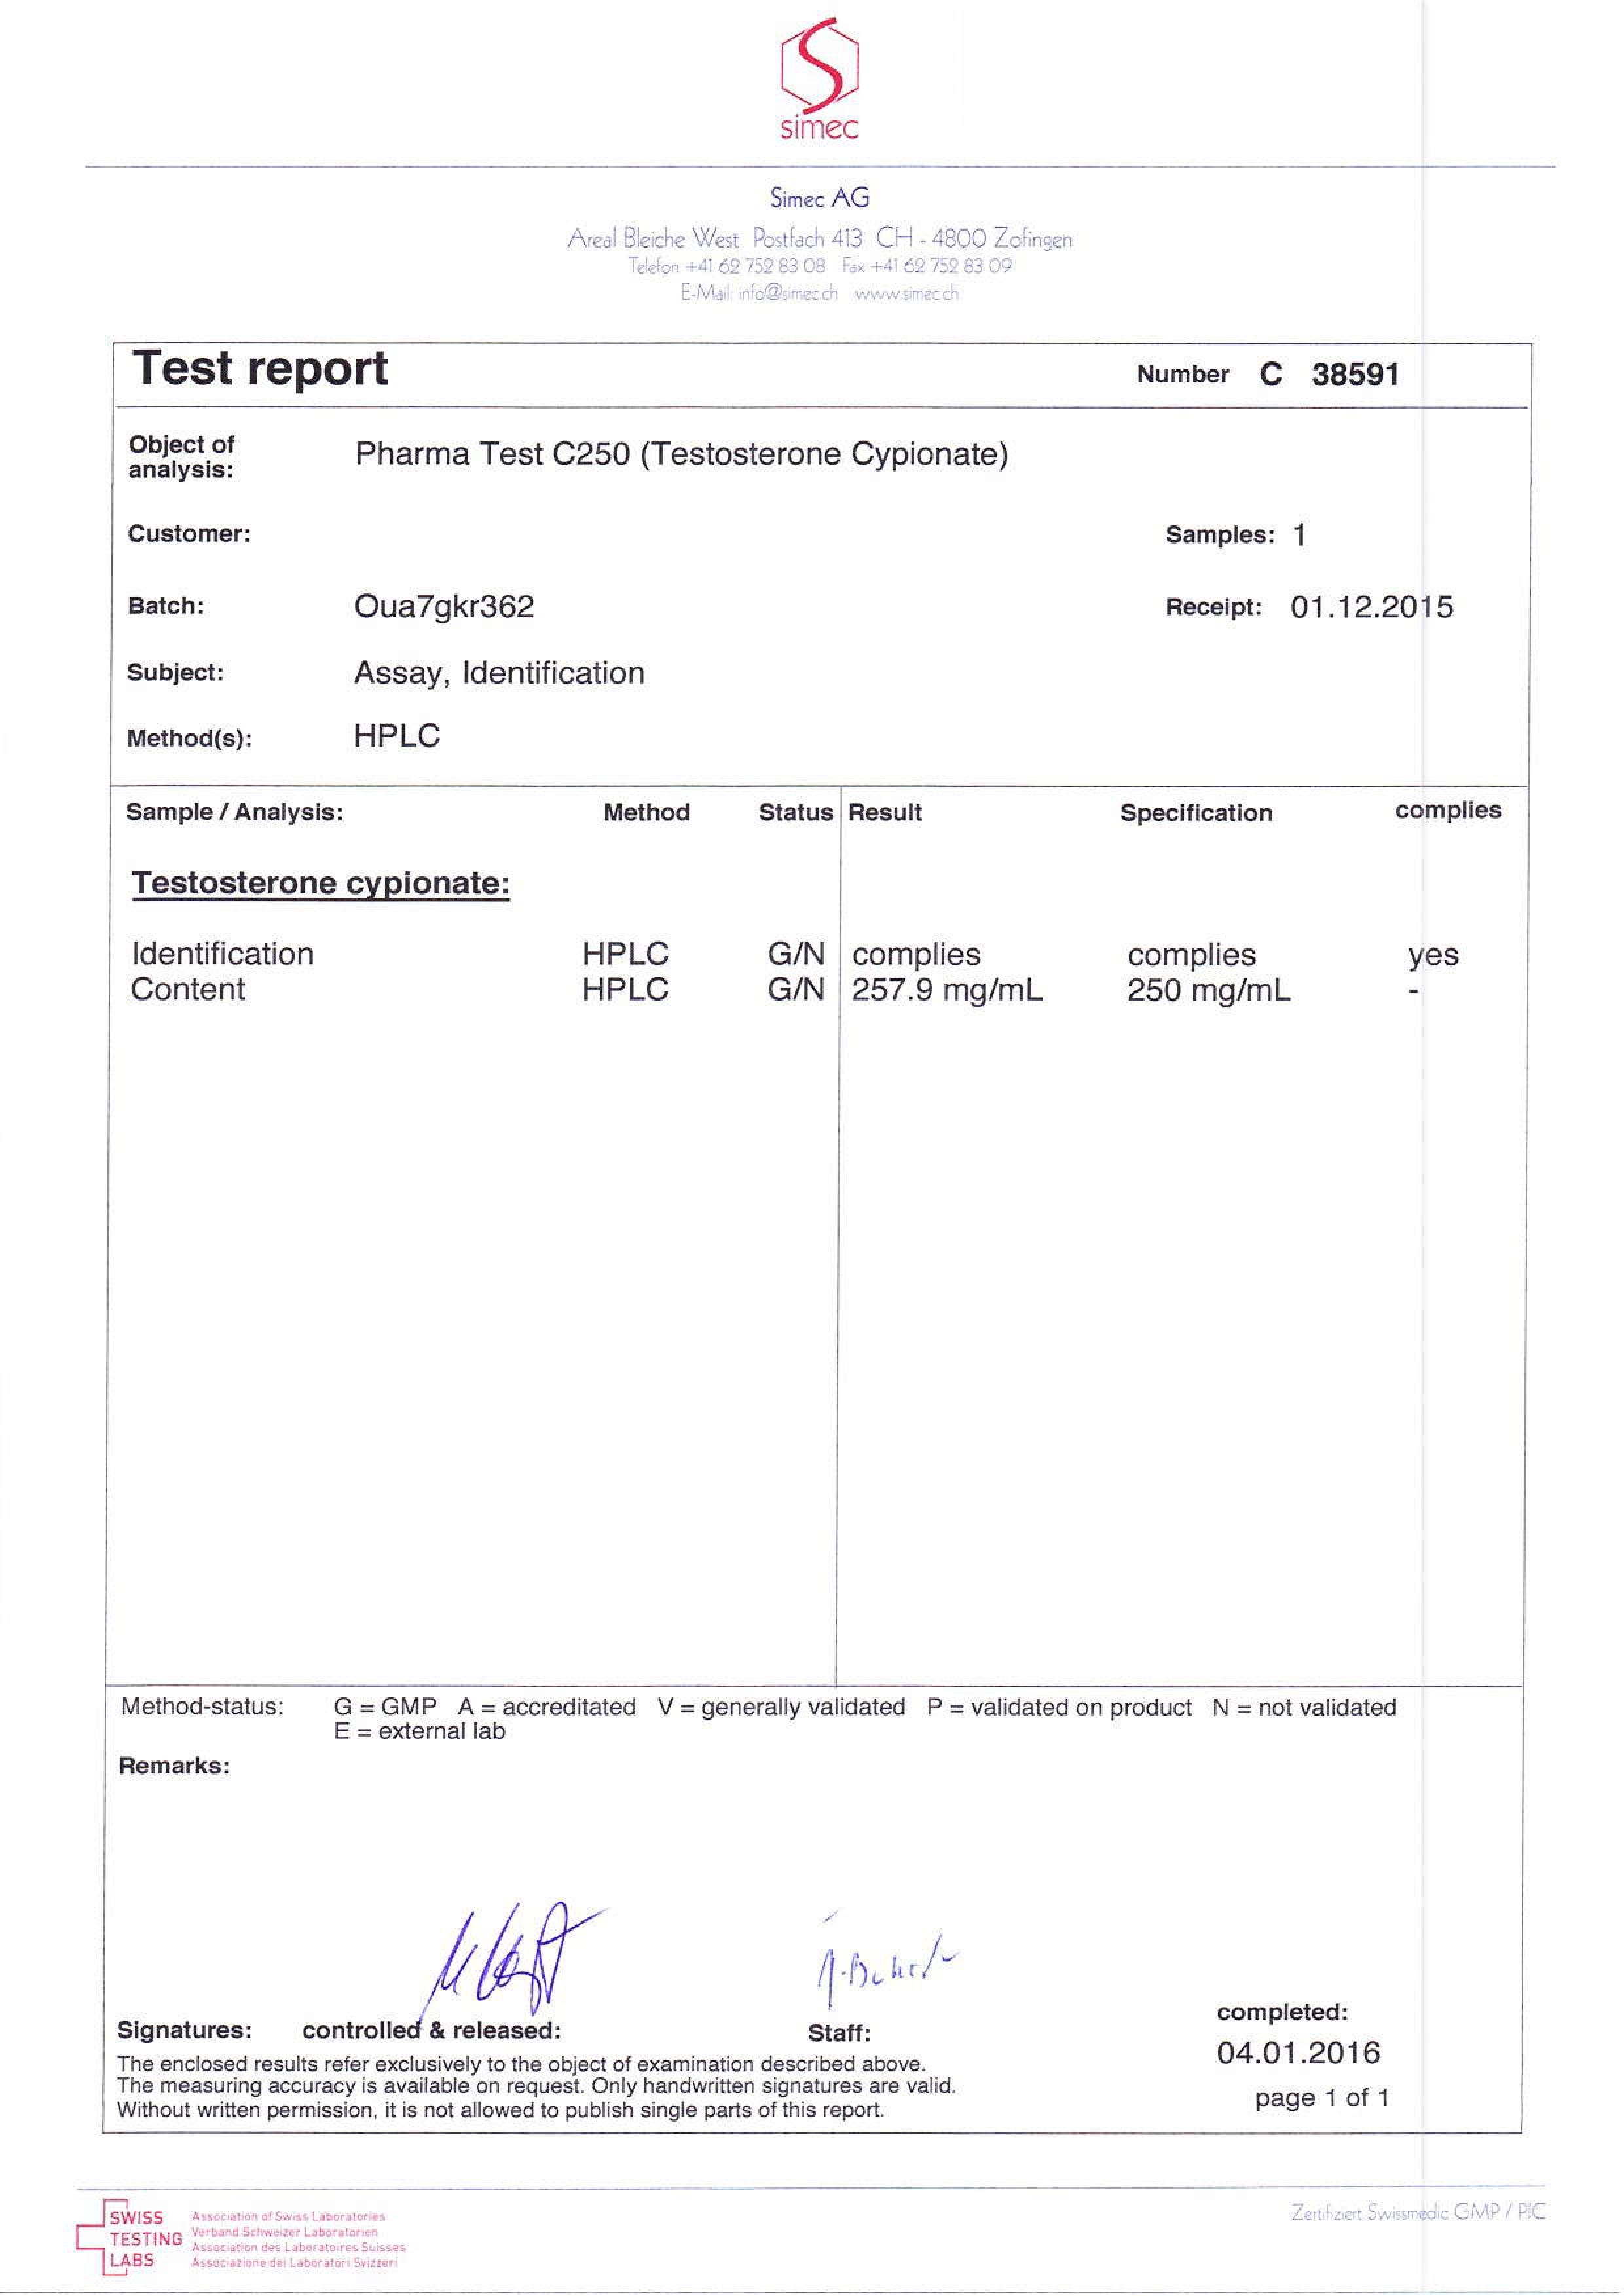 simec
Simec AG
Areal Bleiche West Postfach 413 CH - 4800 Zofingen
Telefon +41 62 752 83 08 Fax +41 62 752 83 09
E-Mail: info@simec.ch www.simec.ch
Test report Number C 38591
Object of analysis: Pharma Test C250 (Testosterone Cypionate)
Customer: Samples: 1
Batch: Oua7gkr362 Receipt: 01.12.2015
Subject: Assay, Identification
Method(s): HPLC
Sample / Analysis: Method Status Result Specification complies
Testosterone cypionate:
Identification HPLC G/N complies complies yes
Content HPLC G/N 257.9 mg/mL 250 mg/mL -
Method-status: G = GMP A = accreditated V = generally validated P = validated on product N = not validated
E = external lab
Remarks:
Signatures: controlled & released: Staff: completed:
04.01.2016
The enclosed results refer exclusively to the object of examination described above.
The measuring accuracy is available on request. Only handwritten signatures are valid.
Without written permission, it is not allowed to publish single parts of this report.
page 1 of 1
SWISS TESTING LABS
Association of Swiss Laboratories
Verband Schweizer Laboratorien
Association des Laboratoires Suisses
Associazione dei Laboratori Svizzeri
Zertifiziert Swissmedic GMP / PIC